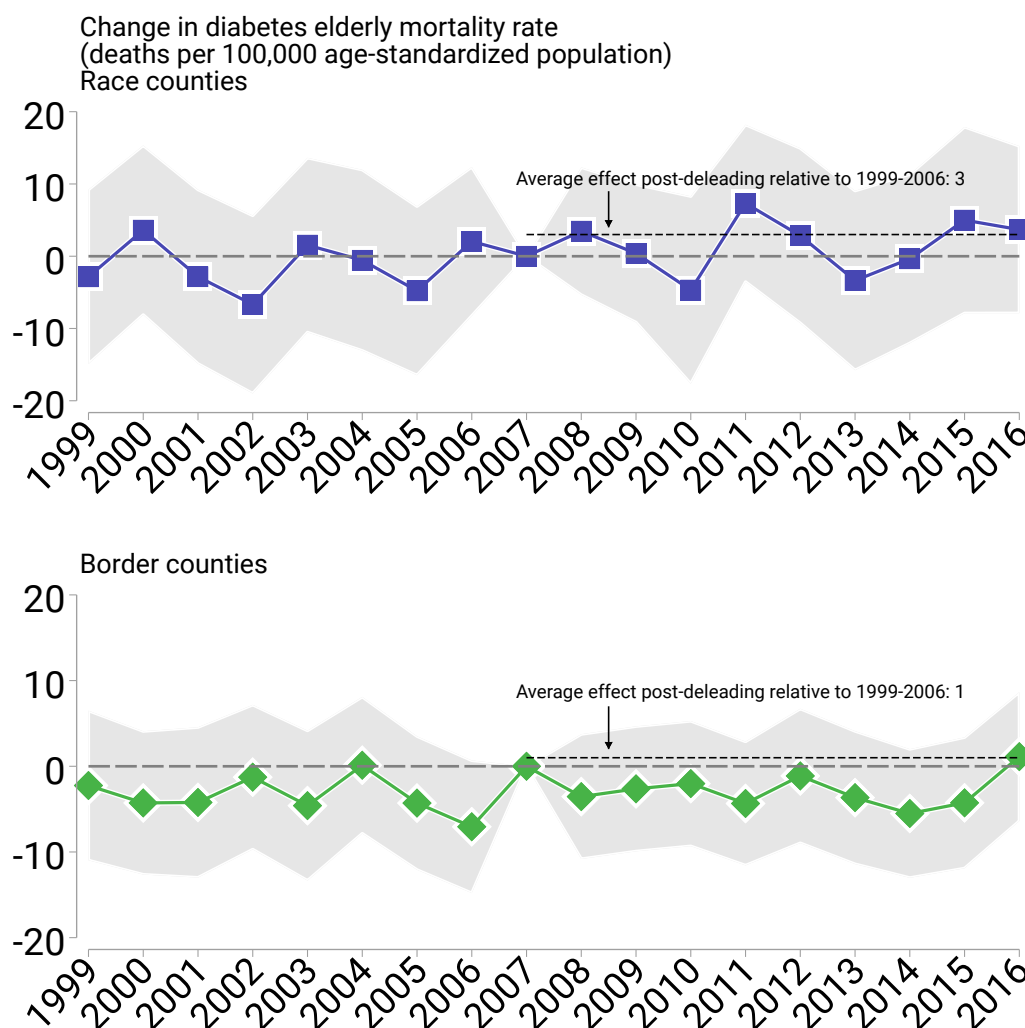 Change in diabetes elderly mortality rate
(deaths per 100,000 age-standardized population)
Race counties
20
10
0
-10
-20
Average effect post-deleading relative to 1999-2006: 3
1999 2000 2001 2002 2003 2004 2005 2006 2007 2008 2009 2010 2011 2012 2013 2014 2015 2016
Border counties
20
10
0
-10
-20
Average effect post-deleading relative to 1999-2006: 1
1999 2000 2001 2002 2003 2004 2005 2006 2007 2008 2009 2010 2011 2012 2013 2014 2015 2016